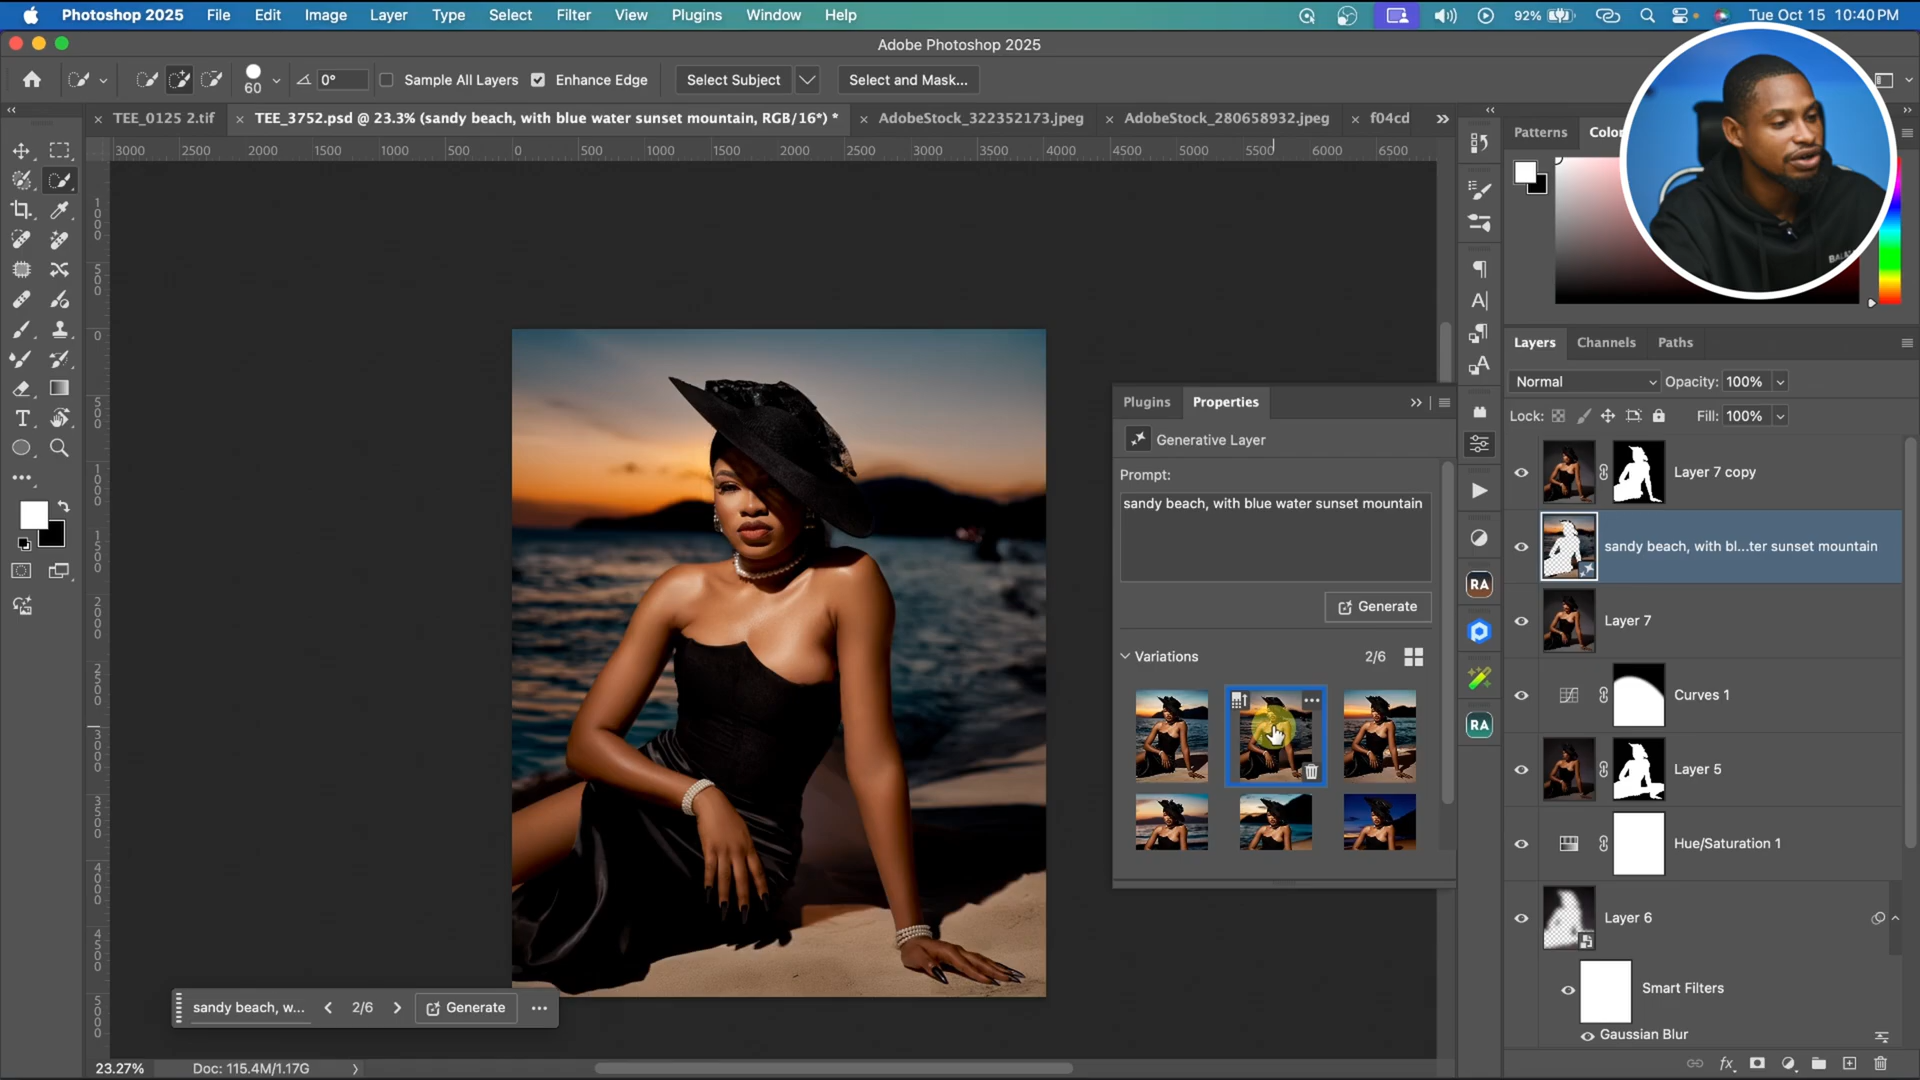 Photoshop 2025 File Edit Image Layer Type Select Filter View Plugins Window Help 92% Tue Oct 15 10:40 PM
Adobe Photoshop 2025
60 0° Sample All Layers Enhance Edge Select Subject Select and Mask...
TEE_0125 2.tif TEE_3752.psd @ 23.3% (sandy beach, with blue water sunset mountain, RGB/16*) * AdobeStock_322352173.jpeg AdobeStock_280658932.jpeg f04cd
3000 2500 2000 1500 1000 500 0 500 1000 1500 2000 2500 3000 3500 4000 4500 5000 5500 6000 6500
Patterns Color
Layers Channels Paths
Normal Opacity: 100%
Lock: Fill: 100%
Layer 7 copy
sandy beach, with bl...ter sunset mountain
Layer 7
Curves 1
Layer 5
Hue/Saturation 1
Layer 6
Smart Filters
Gaussian Blur
Plugins Properties
Generative Layer
Prompt:
sandy beach, with blue water sunset mountain
Generate
Variations 2/6
RA
RA
sandy beach, w... 2/6 Generate
23.27% Doc: 115.4M/1.17G